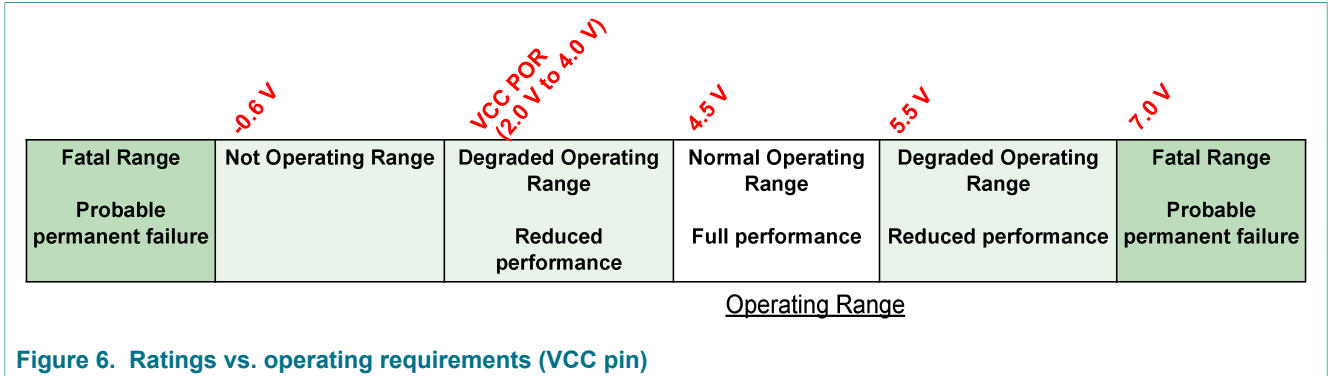 -0.6 V
VCC POR
(2.0 V to 4.0 V)
4.5 V
5.5 V
7.0 V
Fatal Range
Probable
permanent failure
Not Operating Range
Degraded Operating
Range
Reduced
performance
Normal Operating
Range
Full performance
Degraded Operating
Range
Reduced performance
Fatal Range
Probable
permanent failure
Operating Range
Figure 6. Ratings vs. operating requirements (VCC pin)